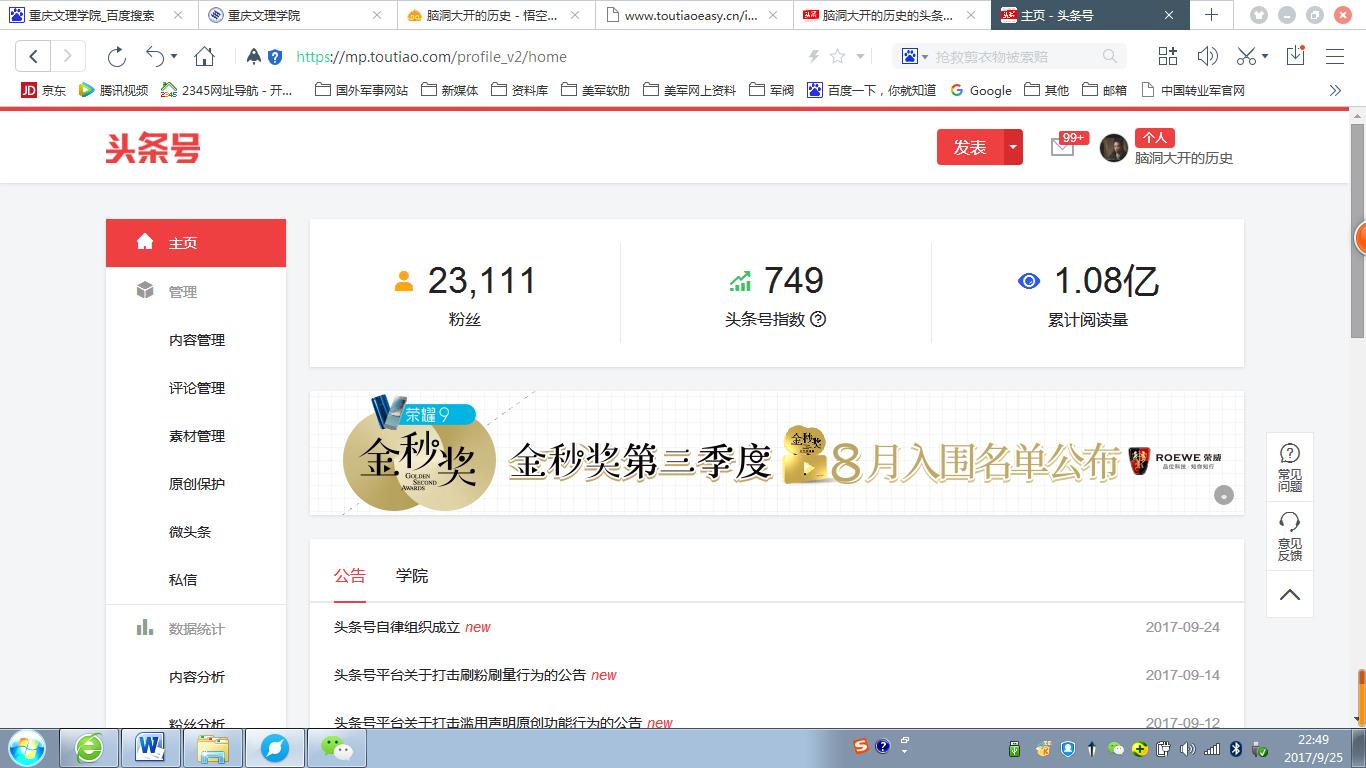 重庆文理学院_百度搜索
重庆文理学院
脑洞大开的历史 - 悟空...
www.toutiaoeasy.cn/i...
脑洞大开的历史的头条...
主页 - 头条号
https://mp.toutiao.com/profile_v2/home
抢救剪衣物被索赔
JD 京东
腾讯视频
2345网址导航 - 开...
国外军事网站
新媒体
资料库
美军软肋
美军网上资料
军阀
百度一下，你就知道
Google
其他
邮箱
中国转业军官网
头条号
发表
99+
个人
脑洞大开的历史
主页
管理
内容管理
评论管理
素材管理
原创保护
微头条
私信
数据统计
内容分析
粉丝分析
23,111
粉丝
749
头条号指数
1.08亿
累计阅读量
荣耀9
金秒奖
GOLDEN
SECOND
AWARDS
金秒奖第三季度
金秒奖
8月入围名单公布
ROEWE 荣威
品位科技·知你知行
公告
学院
头条号自律组织成立 new
2017-09-24
头条号平台关于打击刷粉刷量行为的公告 new
2017-09-14
头条号平台关于打击滥用声明原创功能行为的公告 new
2017-09-12
常见
问题
意见
反馈
22:49
2017/9/25